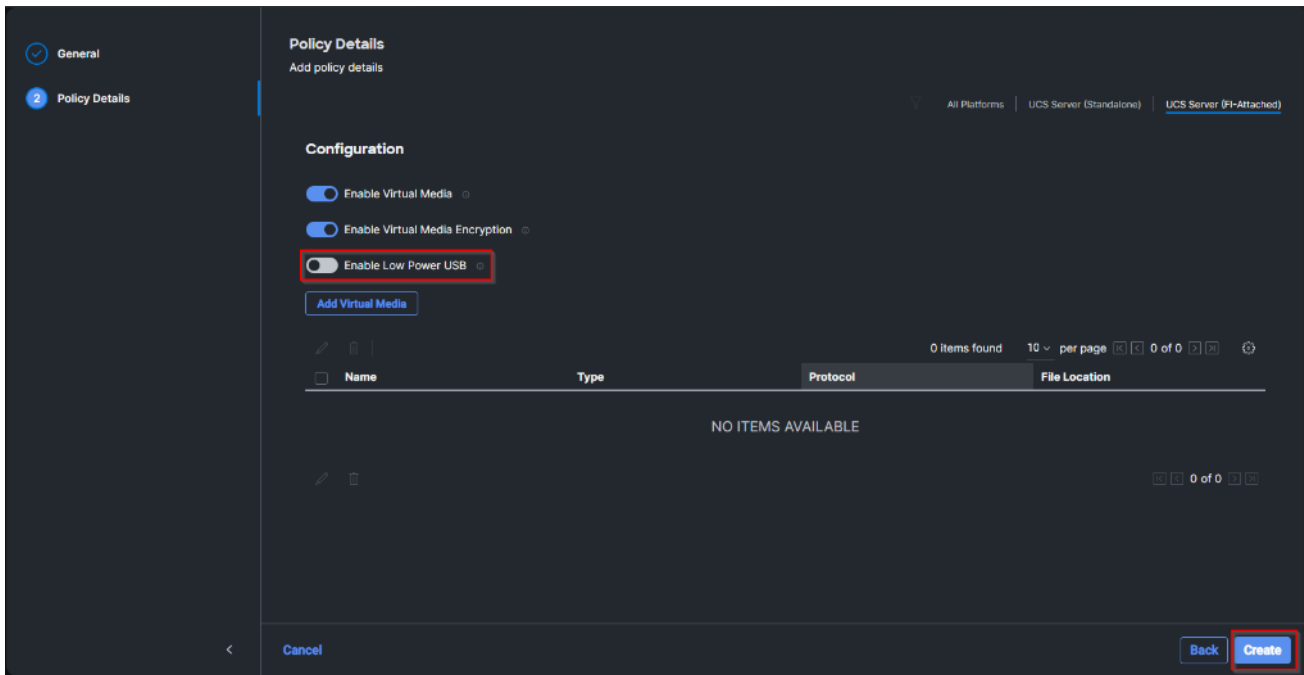 General
2 Policy Details
Policy Details
Add policy details
All Platforms UCS Server (Standalone) UCS Server (FI-Attached)
Configuration
Enable Virtual Media
Enable Virtual Media Encryption
Enable Low Power USB
Add Virtual Media
0 items found 10 per page 0 of 0
Name Type Protocol File Location
NO ITEMS AVAILABLE
0 of 0
Cancel Back Create